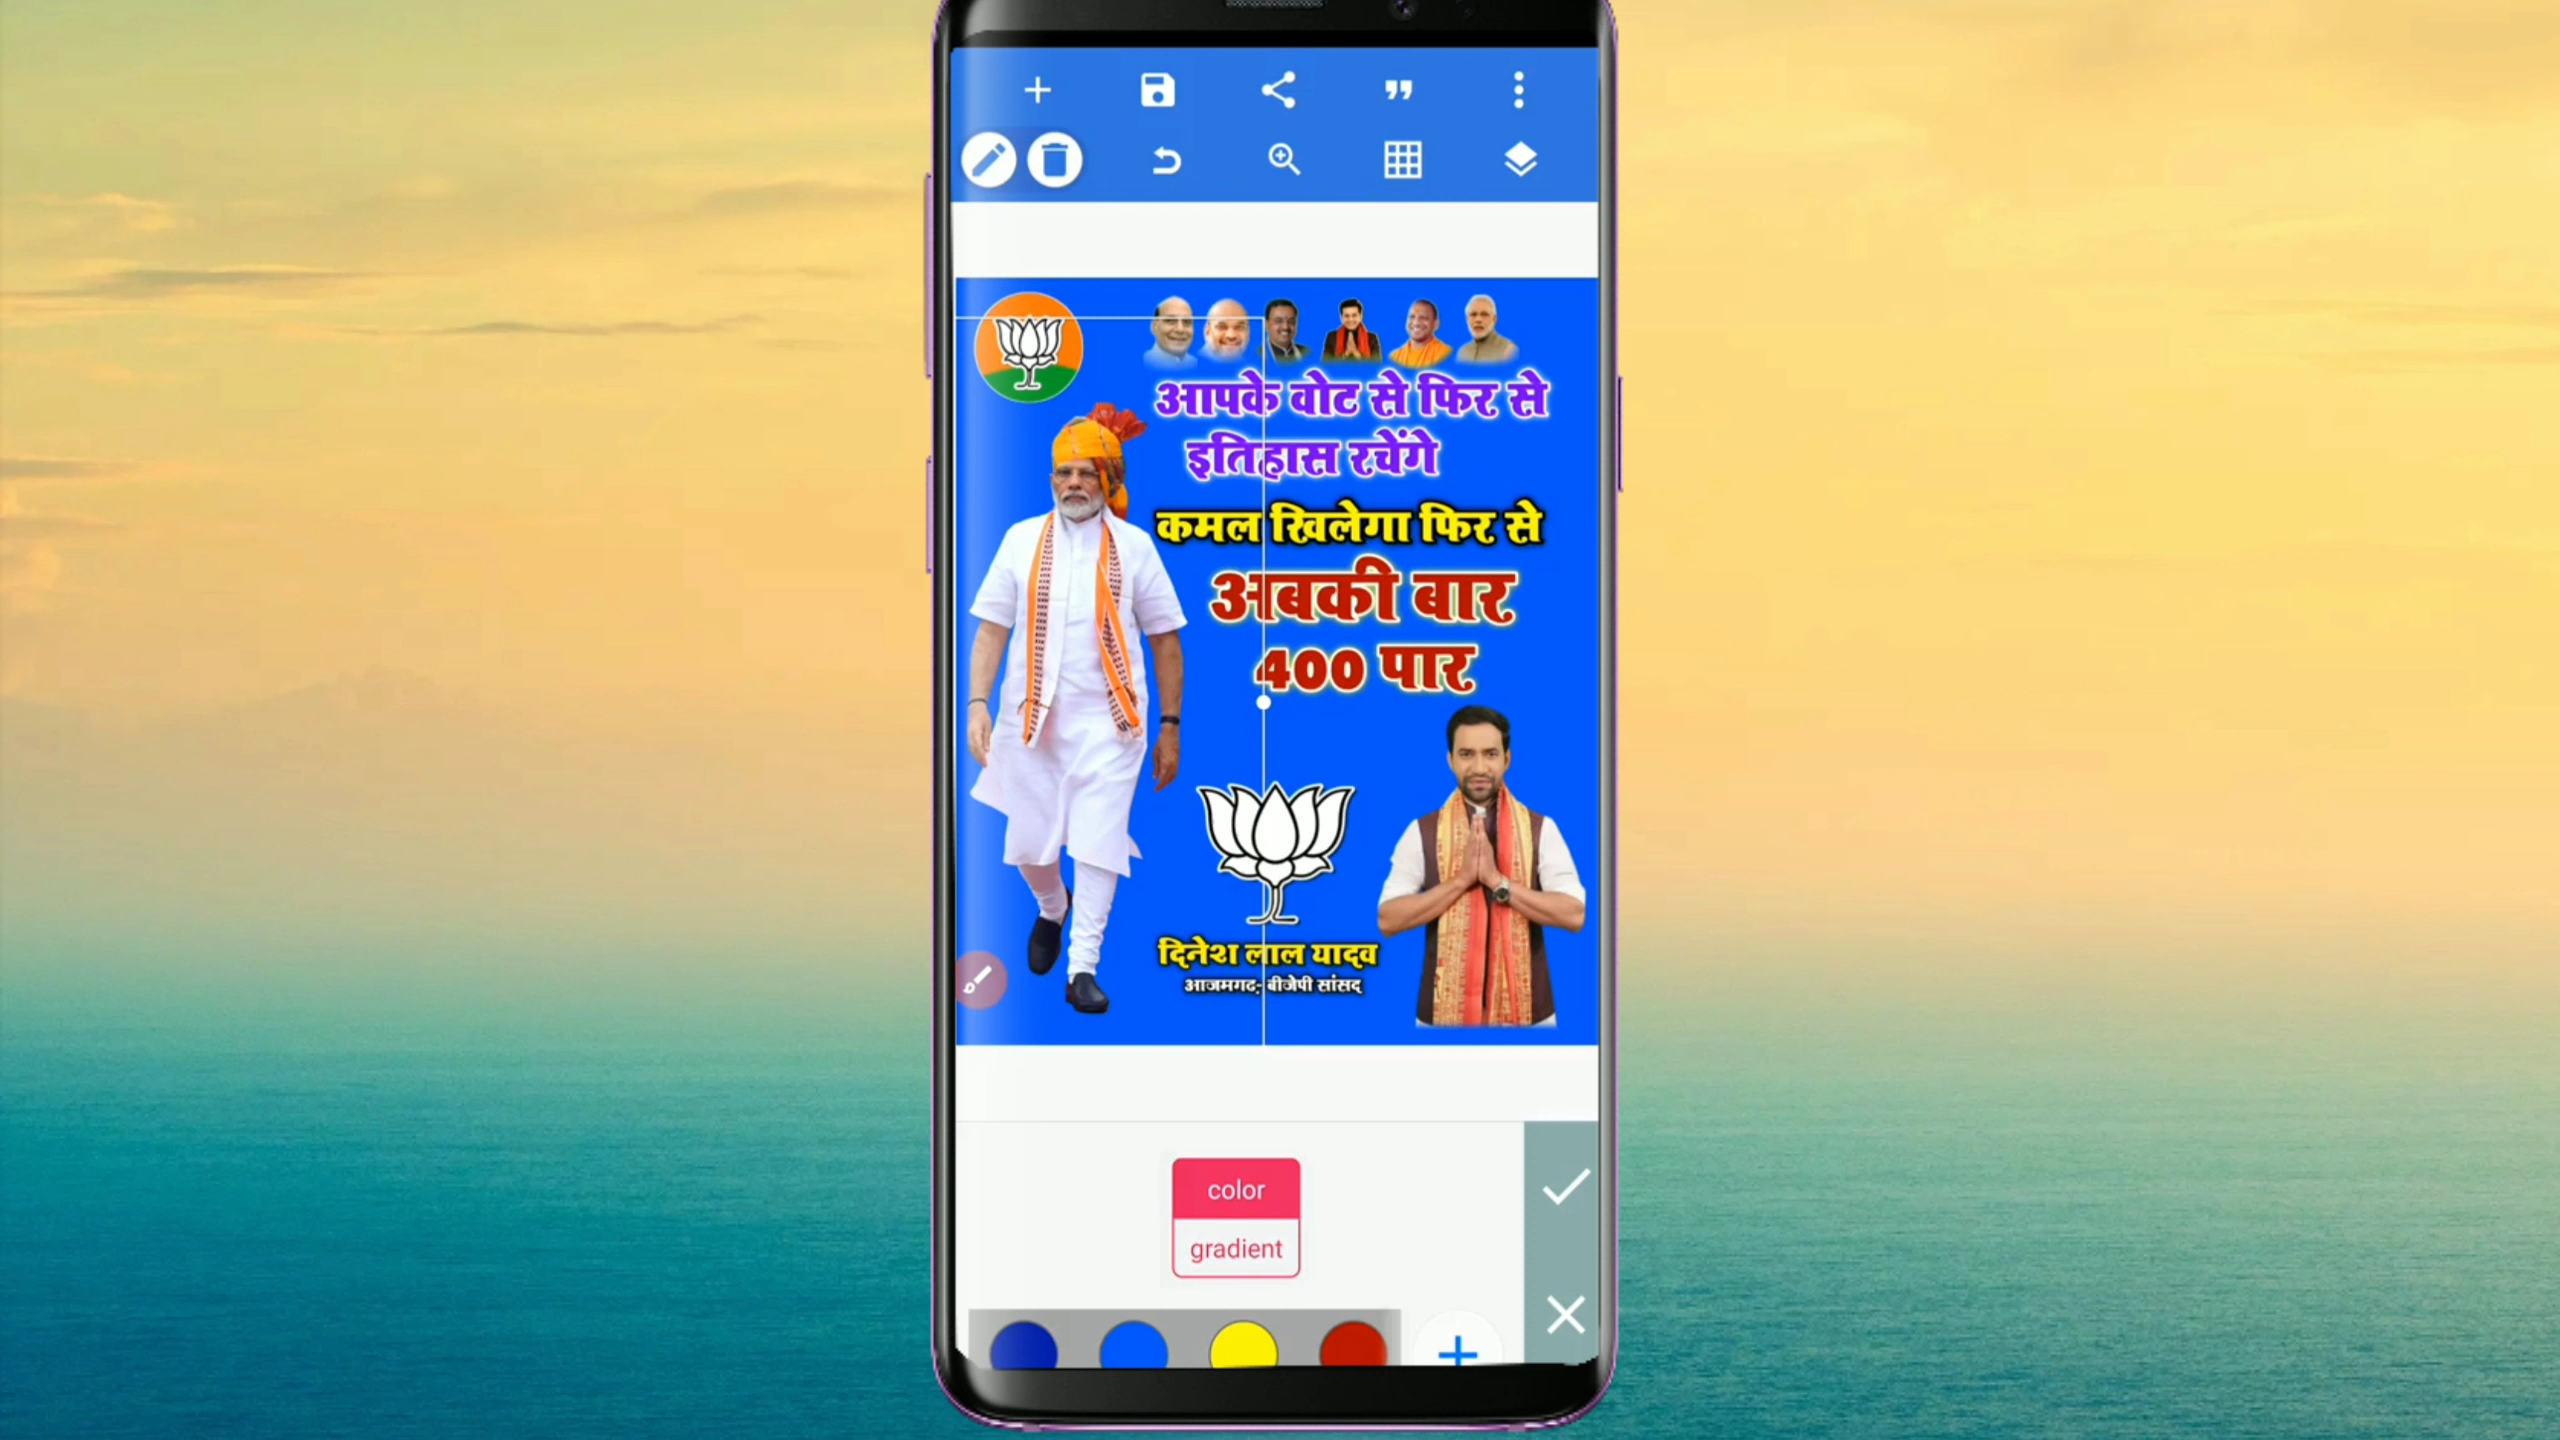 आपके वोट से फिर से
इतिहास रचेंगे
कमल खिलेगा फिर से
अबकी बार
400 पार
दिनेश लाल यादव
आजमगढ़- बीजेपी सांसद
color
gradient